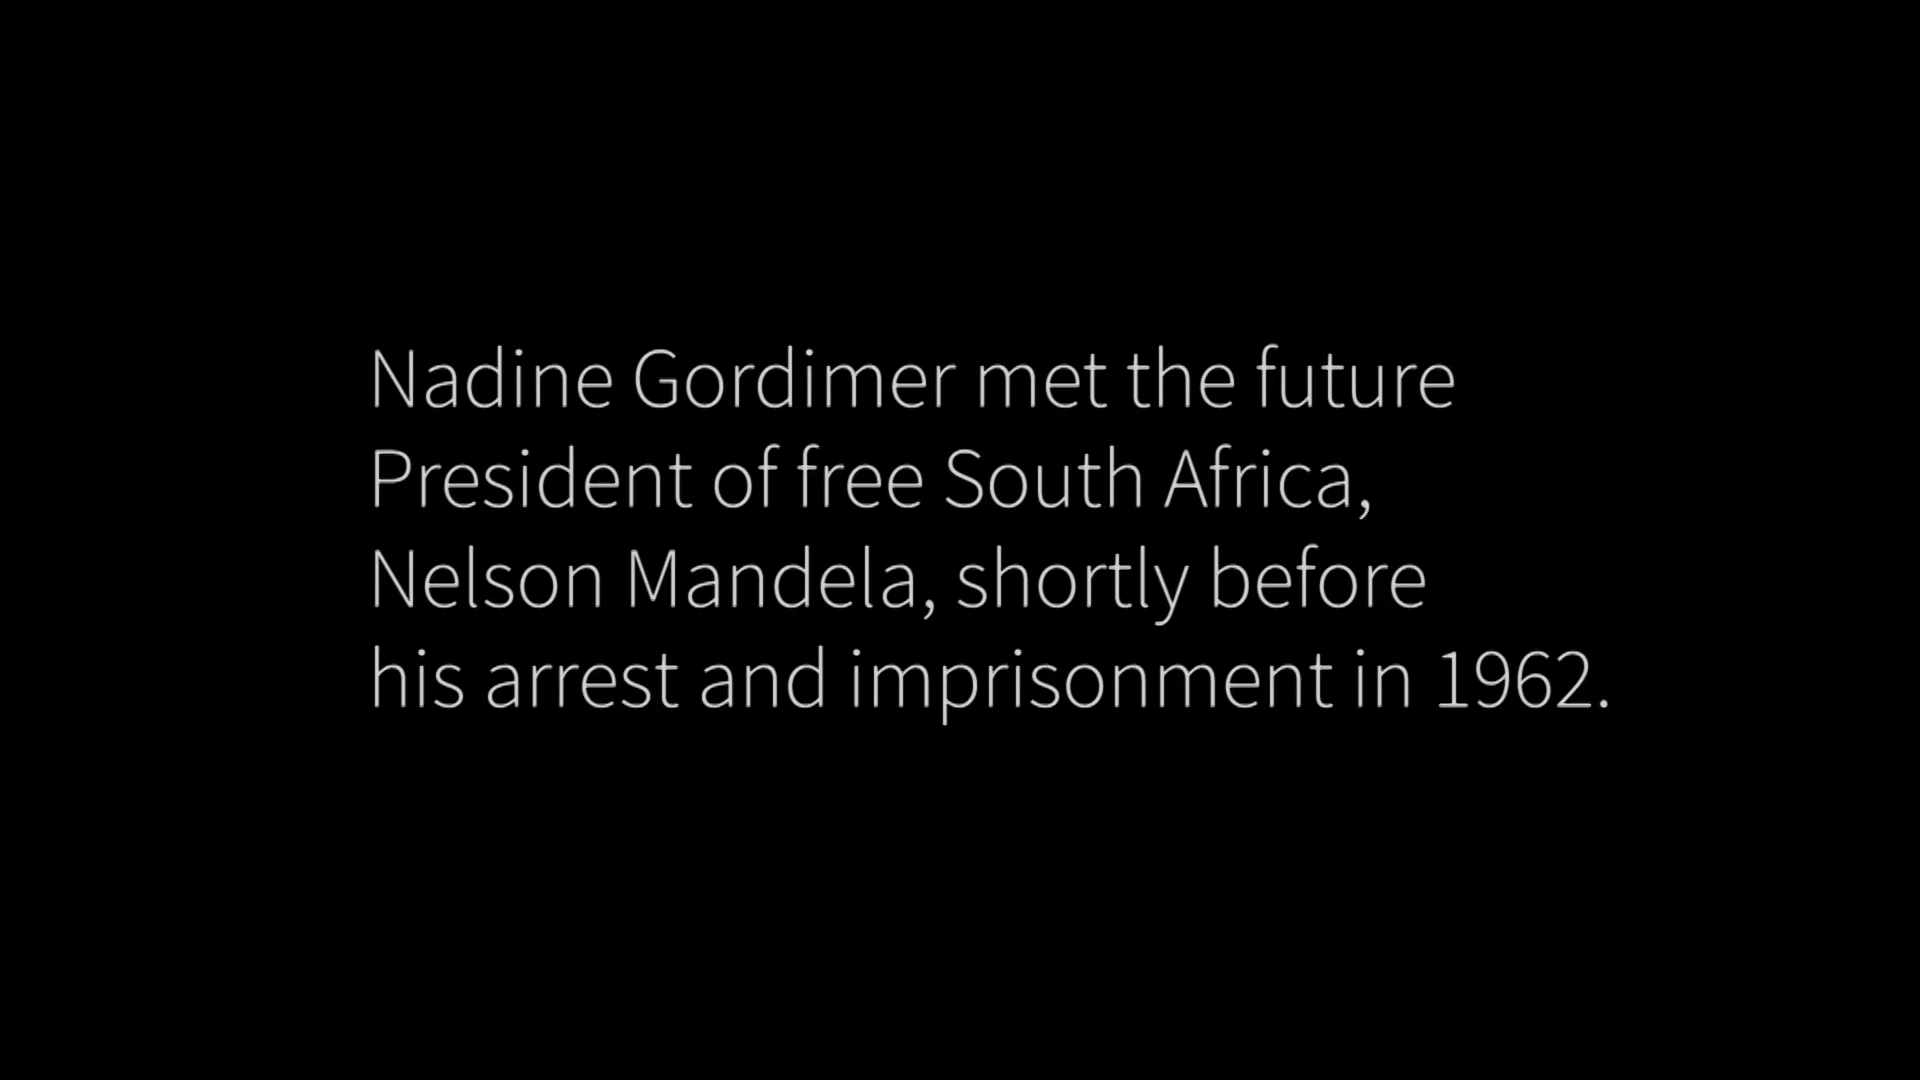 Nadine Gordimer met the future
President of free South Africa,
Nelson Mandela, shortly before
his arrest and imprisonment in 1962.